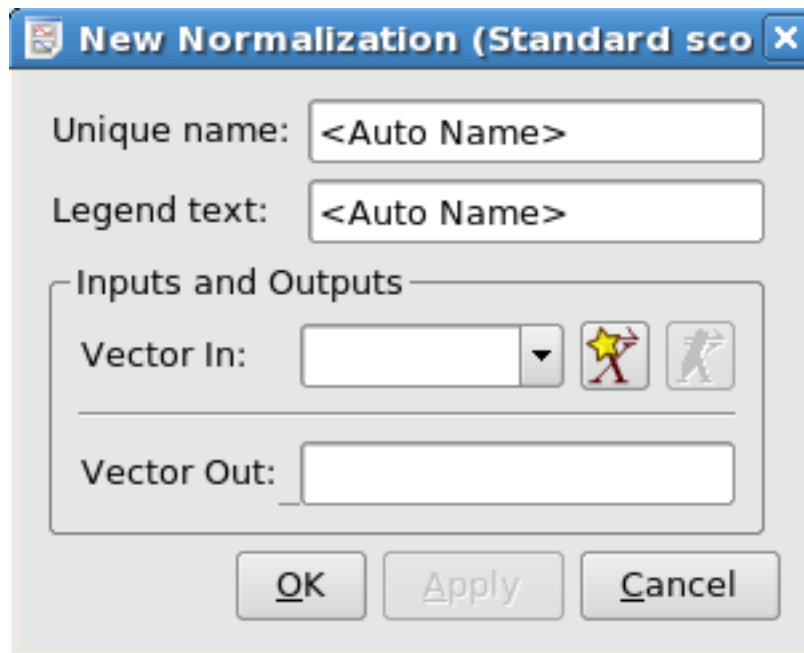 New Normalization (Standard sco
Unique name: <Auto Name>
Legend text: <Auto Name>
Inputs and Outputs
Vector In:
Vector Out:
OK Apply Cancel